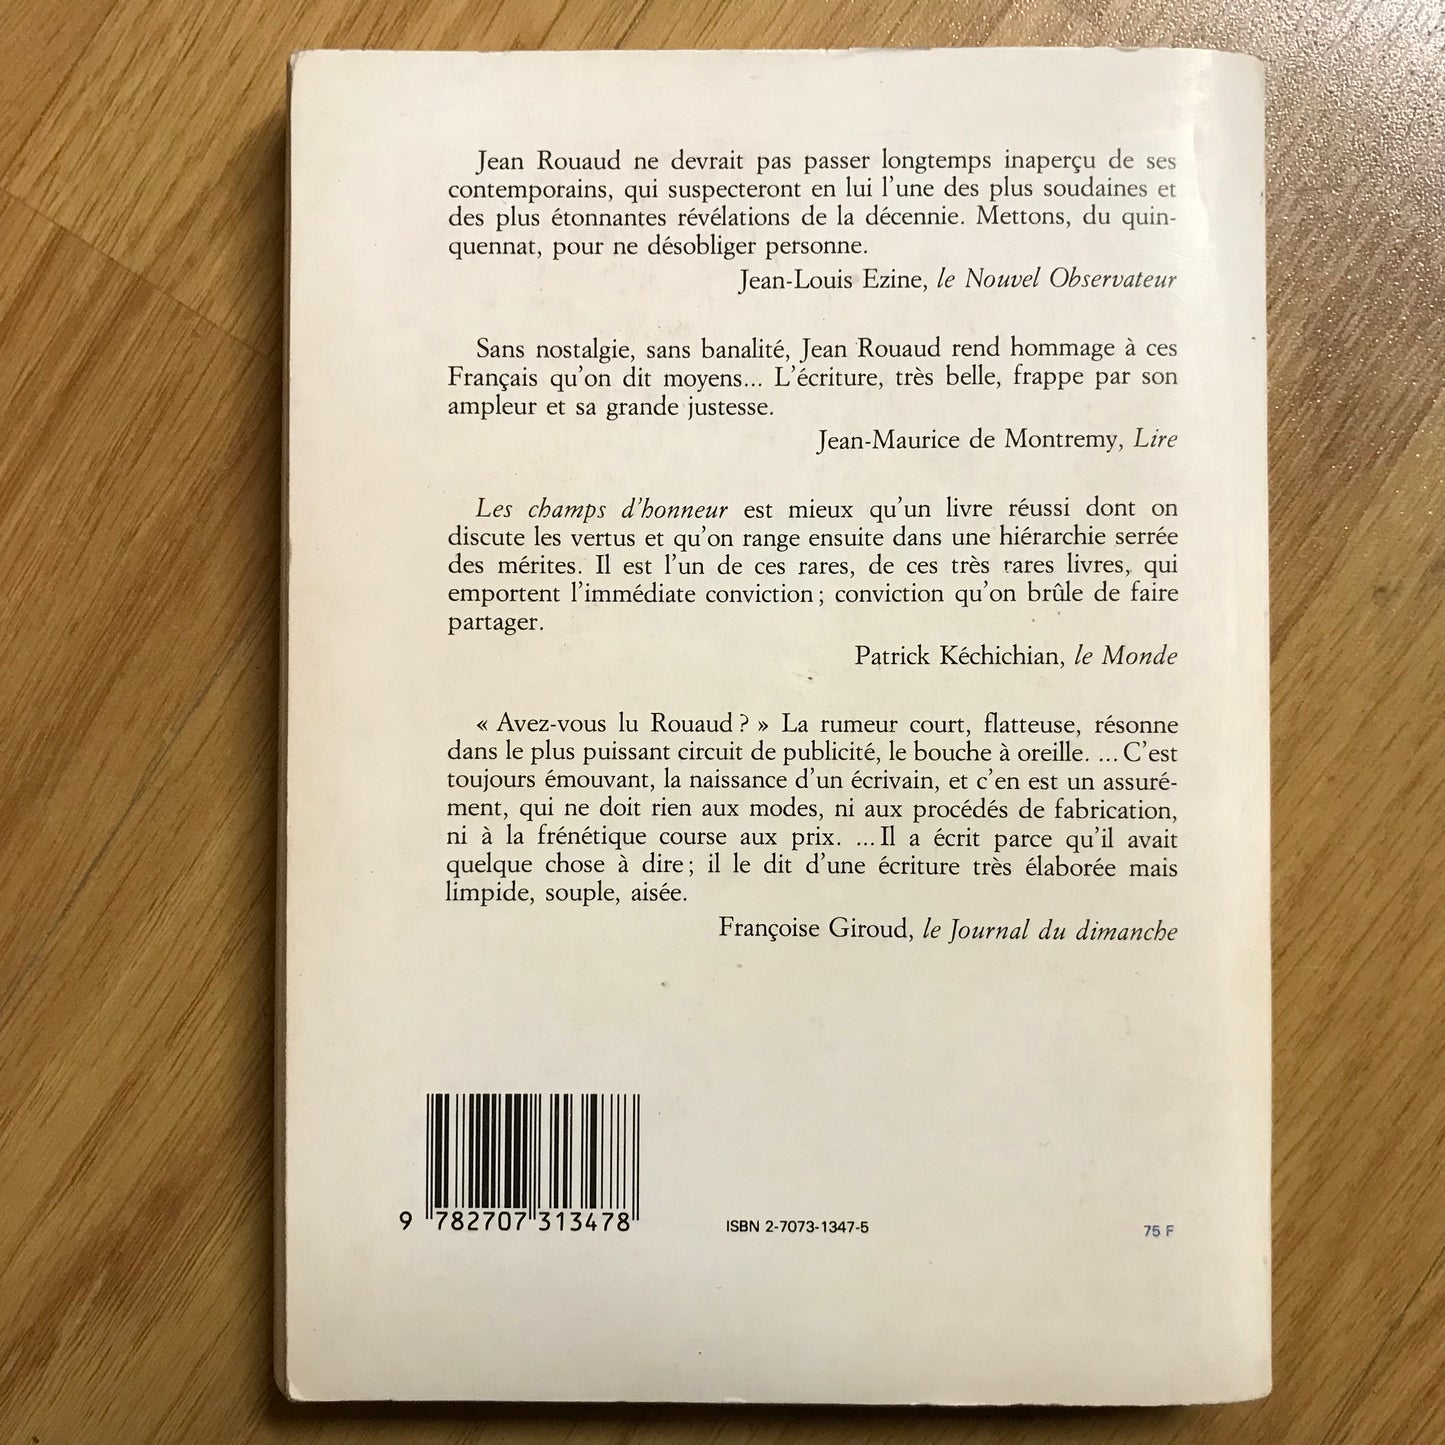 Jean Rouaud ne devrait pas passer longtemps inaperçu de ses
contemporains, qui suspecteront en lui l'une des plus soudaines et
des plus étonnantes révélations de la décennie. Mettons, du quin-
quennat, pour ne désobliger personne.
Jean-Louis Ezine, le Nouvel Observateur
Sans nostalgie, sans banalité, Jean Rouaud rend hommage à ces
Français qu'on dit moyens... L'écriture, très belle, frappe par son
ampleur et sa grande justesse.
Jean-Maurice de Montremy, Lire
Les champs d'honneur est mieux qu'un livre réussi dont on
discute les vertus et qu'on range ensuite dans une hiérarchie serrée
des mérites. Il est l'un de ces rares, de ces très rares livres, qui
emportent l'immédiate conviction ; conviction qu'on brûle de faire
partager.
Patrick Kéchichian, le Monde
« Avez-vous lu Rouaud ? » La rumeur court, flatteuse, résonne
dans le plus puissant circuit de publicité, le bouche à oreille. ... C'est
toujours émouvant, la naissance d'un écrivain, et c'en est un assuré-
ment, qui ne doit rien aux modes, ni aux procédés de fabrication,
ni à la frénétique course aux prix. ... Il a écrit parce qu'il avait
quelque chose à dire ; il le dit d'une écriture très élaborée mais
limpide, souple, aisée.
Françoise Giroud, le Journal du dimanche
9 782707 313478
ISBN 2-7073-1347-5
75 F